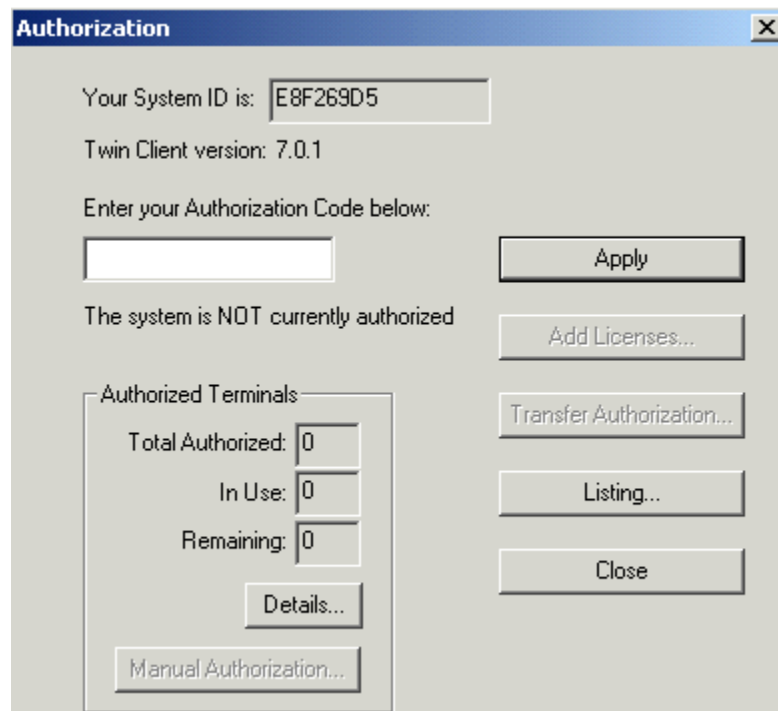 Authorization
Your System ID is: E8F269D5
Twin Client version: 7.0.1
Enter your Authorization Code below:
Apply
The system is NOT currently authorized
Add Licenses...
Authorized Terminals
Transfer Authorization...
Total Authorized: 0
In Use: 0
Listing...
Remaining: 0
Close
Details...
Manual Authorization...